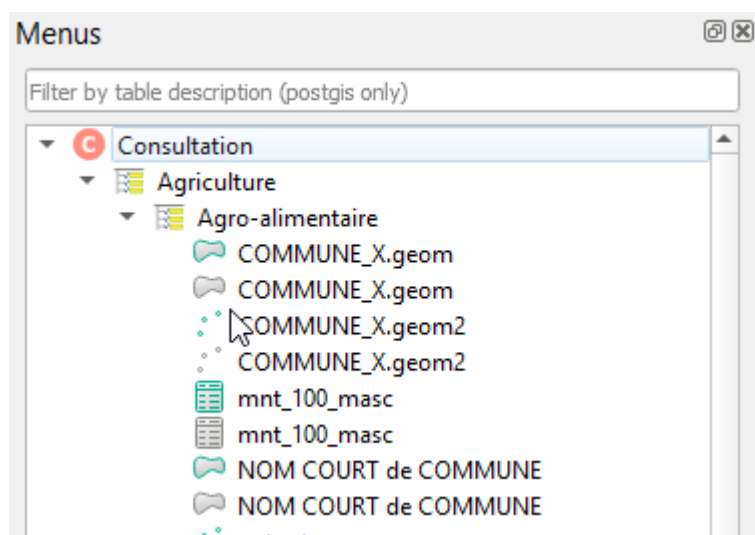 Menus
Filter by table description (postgis only)
C Consultation
Agriculture
Agro-alimentaire
COMMUNE_X.geom
COMMUNE_X.geom
COMMUNE_X.geom2
COMMUNE_X.geom2
mnt_100_masc
mnt_100_masc
NOM COURT de COMMUNE
NOM COURT de COMMUNE